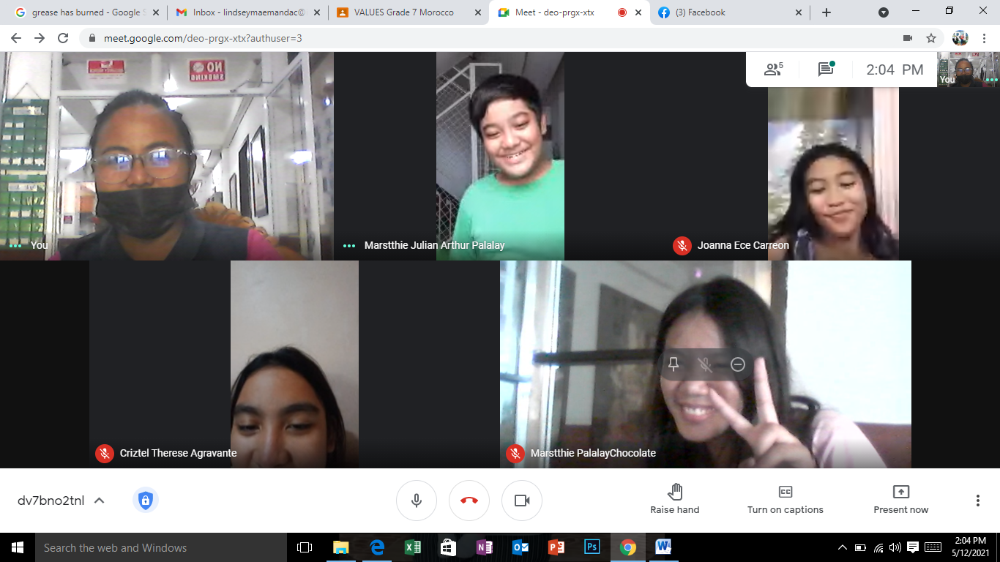 grease has burned - Google S
Inbox - lindseymaemandac@
VALUES Grade 7 Morocco
Meet - deo-prgx-xtx
(3) Facebook
meet.google.com/deo-prgx-xtx?authuser=3
NO
SMOKING
5
2:04 PM
You
You
Marstthie Julian Arthur Palalay
Joanna Ece Carreon
Criztel Therese Agravante
Marstthie PalalayChocolate
dv7bno2tnl
Raise hand
Turn on captions
Present now
Search the web and Windows
2:04 PM
5/12/2021